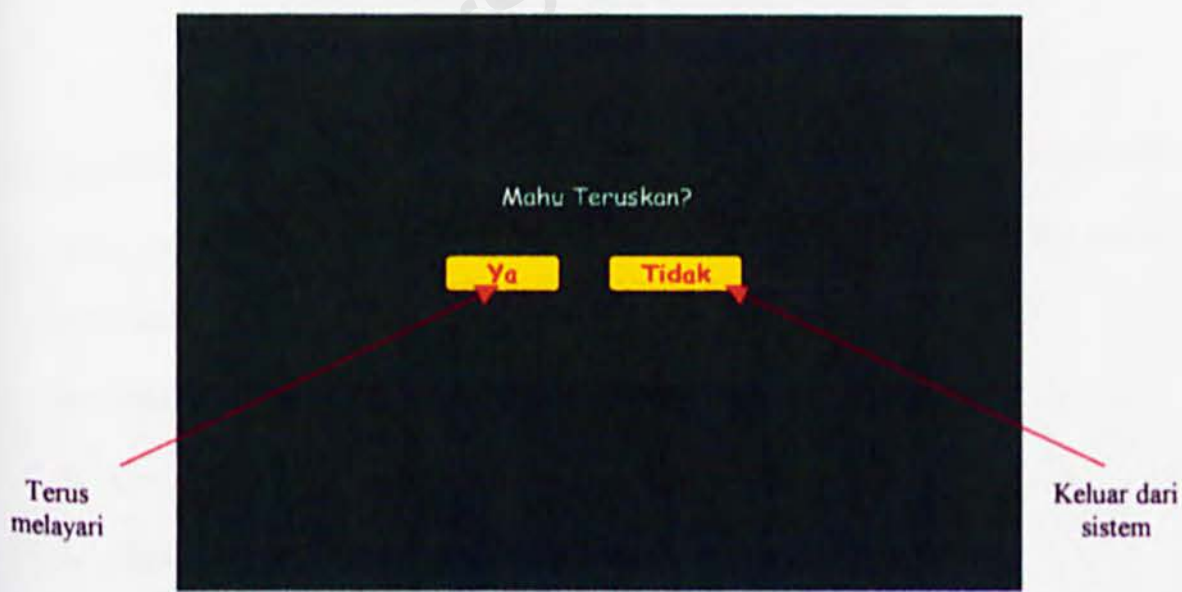 Mahu Teruskan?
Ya Tidak
Terus
melayari
Keluar dari
sistem